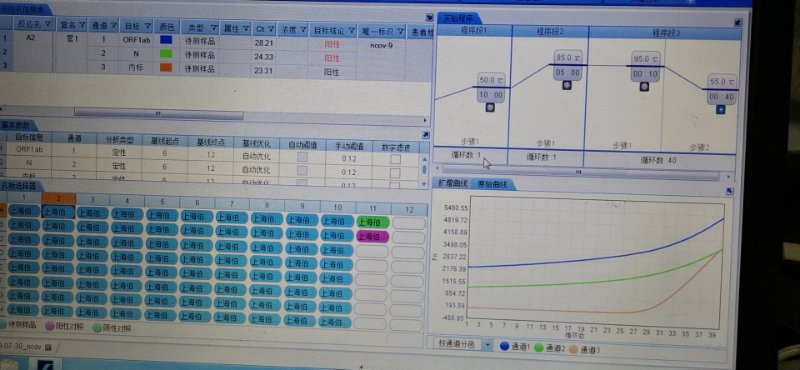 反应孔信息表
反应孔 管名 通道 目标 颜色 类型 属性 Ct 浓度 目标结论 唯一标识 患者姓
1 A2 管1 1 ORF1ab 待测样品 28.21 阳性 ncov-9
2 2 N 待测样品 24.33 阳性
3 3 内标 待测样品 23.31 阳性
基本参数
目标信息 通道 分析类型 基线起点 基线终点 基线优化 自动阈值 手动阈值 数字滤波
1 ORF1ab 1 定性 6 12 自动优化 0.12
2 N 2 定性 6 12 自动优化 0.12
内标 3 定性 6 12 自动优化 0.12
孔板选择器
1 2 3 4 5 6 7 8 9 10 11 12
上海伯 上海伯 上海伯 上海伯 上海伯 上海伯 上海伯 上海伯 上海伯 上海伯 上海伯
上海伯 上海伯 上海伯 上海伯 上海伯 上海伯 上海伯 上海伯 上海伯 上海伯 上海伯
上海伯 上海伯 上海伯 上海伯 上海伯 上海伯 上海伯 上海伯 上海伯 上海伯
上海伯 上海伯 上海伯 上海伯 上海伯 上海伯 上海伯 上海伯 上海伯 上海伯
上海伯 上海伯 上海伯 上海伯 上海伯 上海伯 上海伯 上海伯 上海伯 上海伯
上海伯 上海伯 上海伯 上海伯 上海伯 上海伯 上海伯 上海伯 上海伯 上海伯
上海伯 上海伯 上海伯 上海伯 上海伯 上海伯 上海伯 上海伯 上海伯 上海伯
上海伯 上海伯 上海伯 上海伯 上海伯 上海伯 上海伯 上海伯 上海伯 上海伯
待测样品 阳性对照 阴性对照
0-07-30_ncov
实验程序
程序段1 程序段2 程序段3
50.0℃ 95.0℃ 95.0℃ 55.0℃
10:00 05:00 00:10 00:40
步骤1 步骤1 步骤1 步骤2
循环数:1 循环数:1 循环数:40
扩增曲线 原始曲线
5480.55
4819.72
4158.89
3498.05
2837.22
2176.39
1515.55
854.72
193.89
-466.95
1 3 5 7 9 11 13 15 17 19 21 23 25 27 29 31 33 35 37 39
循环数
按通道分色 通道1 通道2 通道3